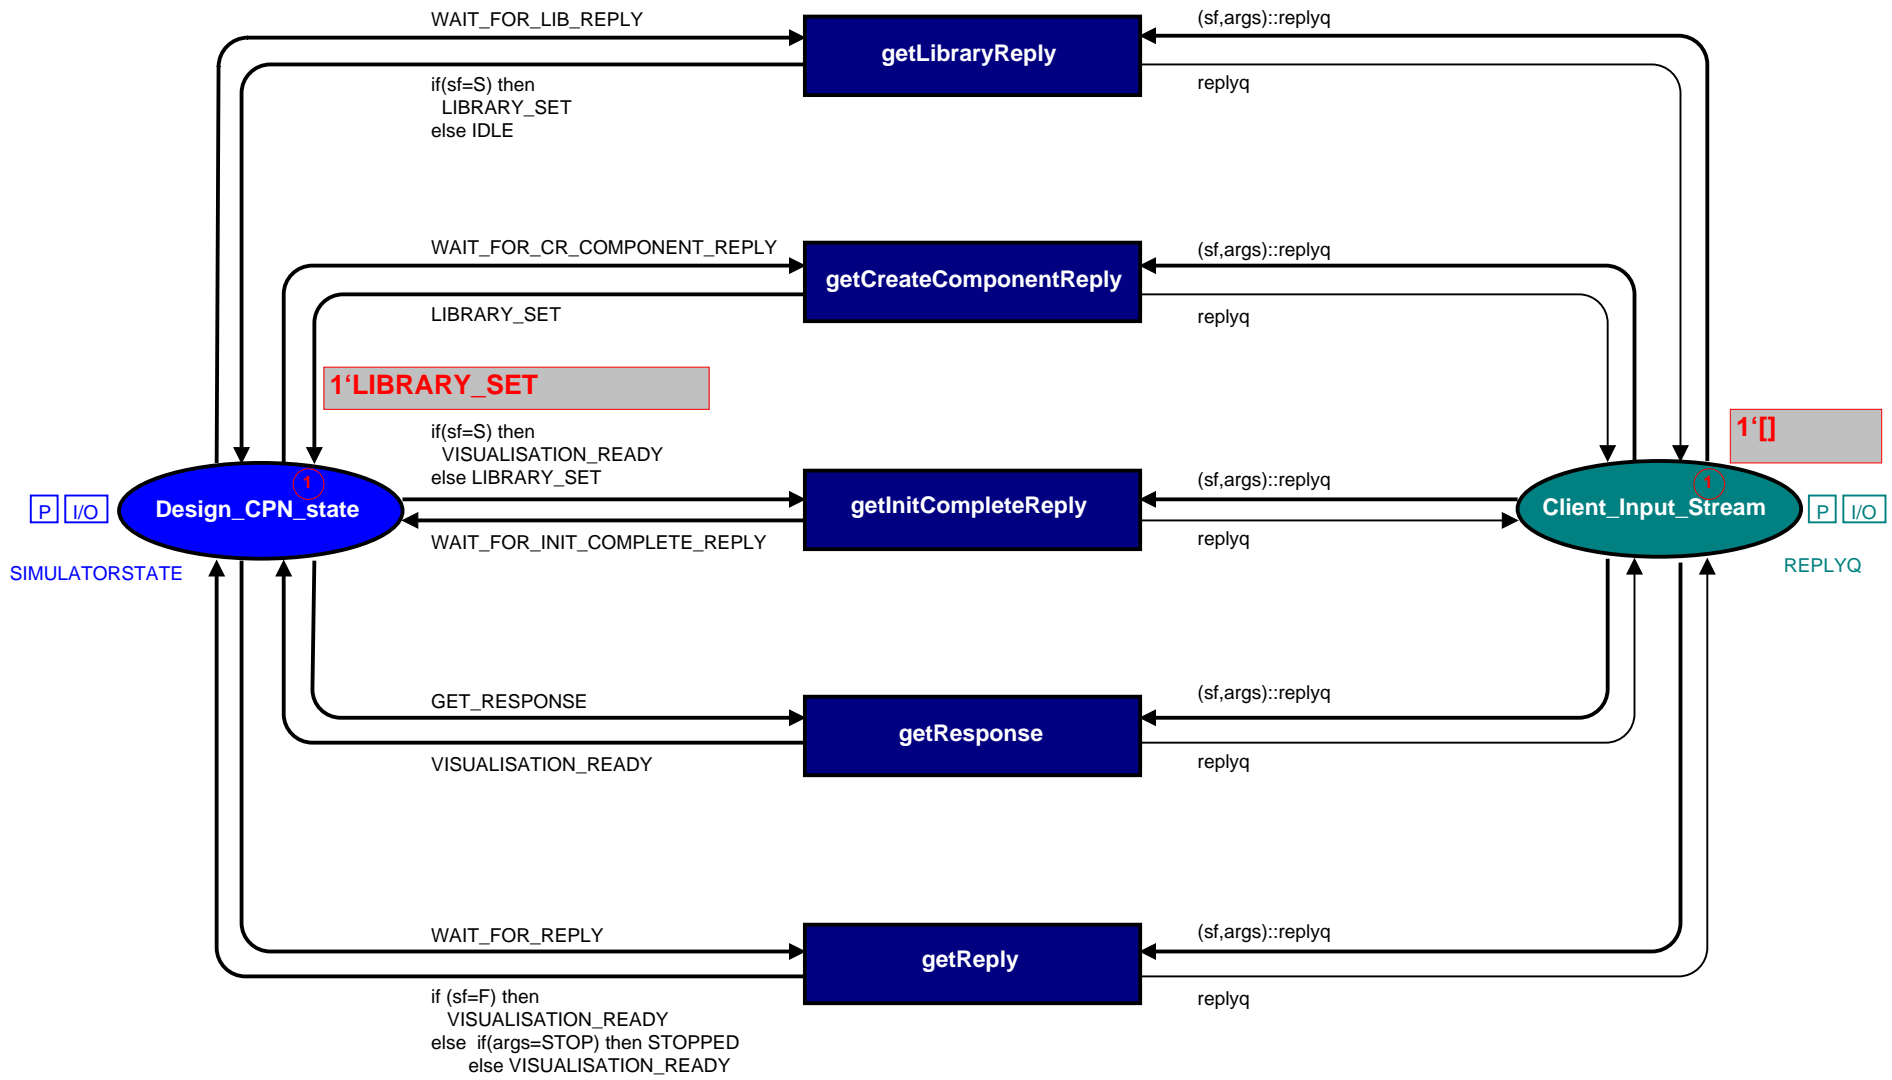 WAIT_FOR_LIB_REPLY
(sf,args)::replyq
getLibraryReply
if(sf=S) then
LIBRARY_SET
else IDLE
replyq
WAIT_FOR_CR_COMPONENT_REPLY
(sf,args)::replyq
getCreateComponentReply
LIBRARY_SET
replyq
1‘LIBRARY_SET
1‘[]
if(sf=S) then
VISUALISATION_READY
else LIBRARY_SET
(sf,args)::replyq
1
1
P
I/O
Design_CPN_state
getInitCompleteReply
Client_Input_Stream
P
I/O
WAIT_FOR_INIT_COMPLETE_REPLY
replyq
SIMULATORSTATE
REPLYQ
GET_RESPONSE
(sf,args)::replyq
getResponse
VISUALISATION_READY
replyq
WAIT_FOR_REPLY
(sf,args)::replyq
getReply
if (sf=F) then
VISUALISATION_READY
else  if(args=STOP) then STOPPED
else VISUALISATION_READY
replyq